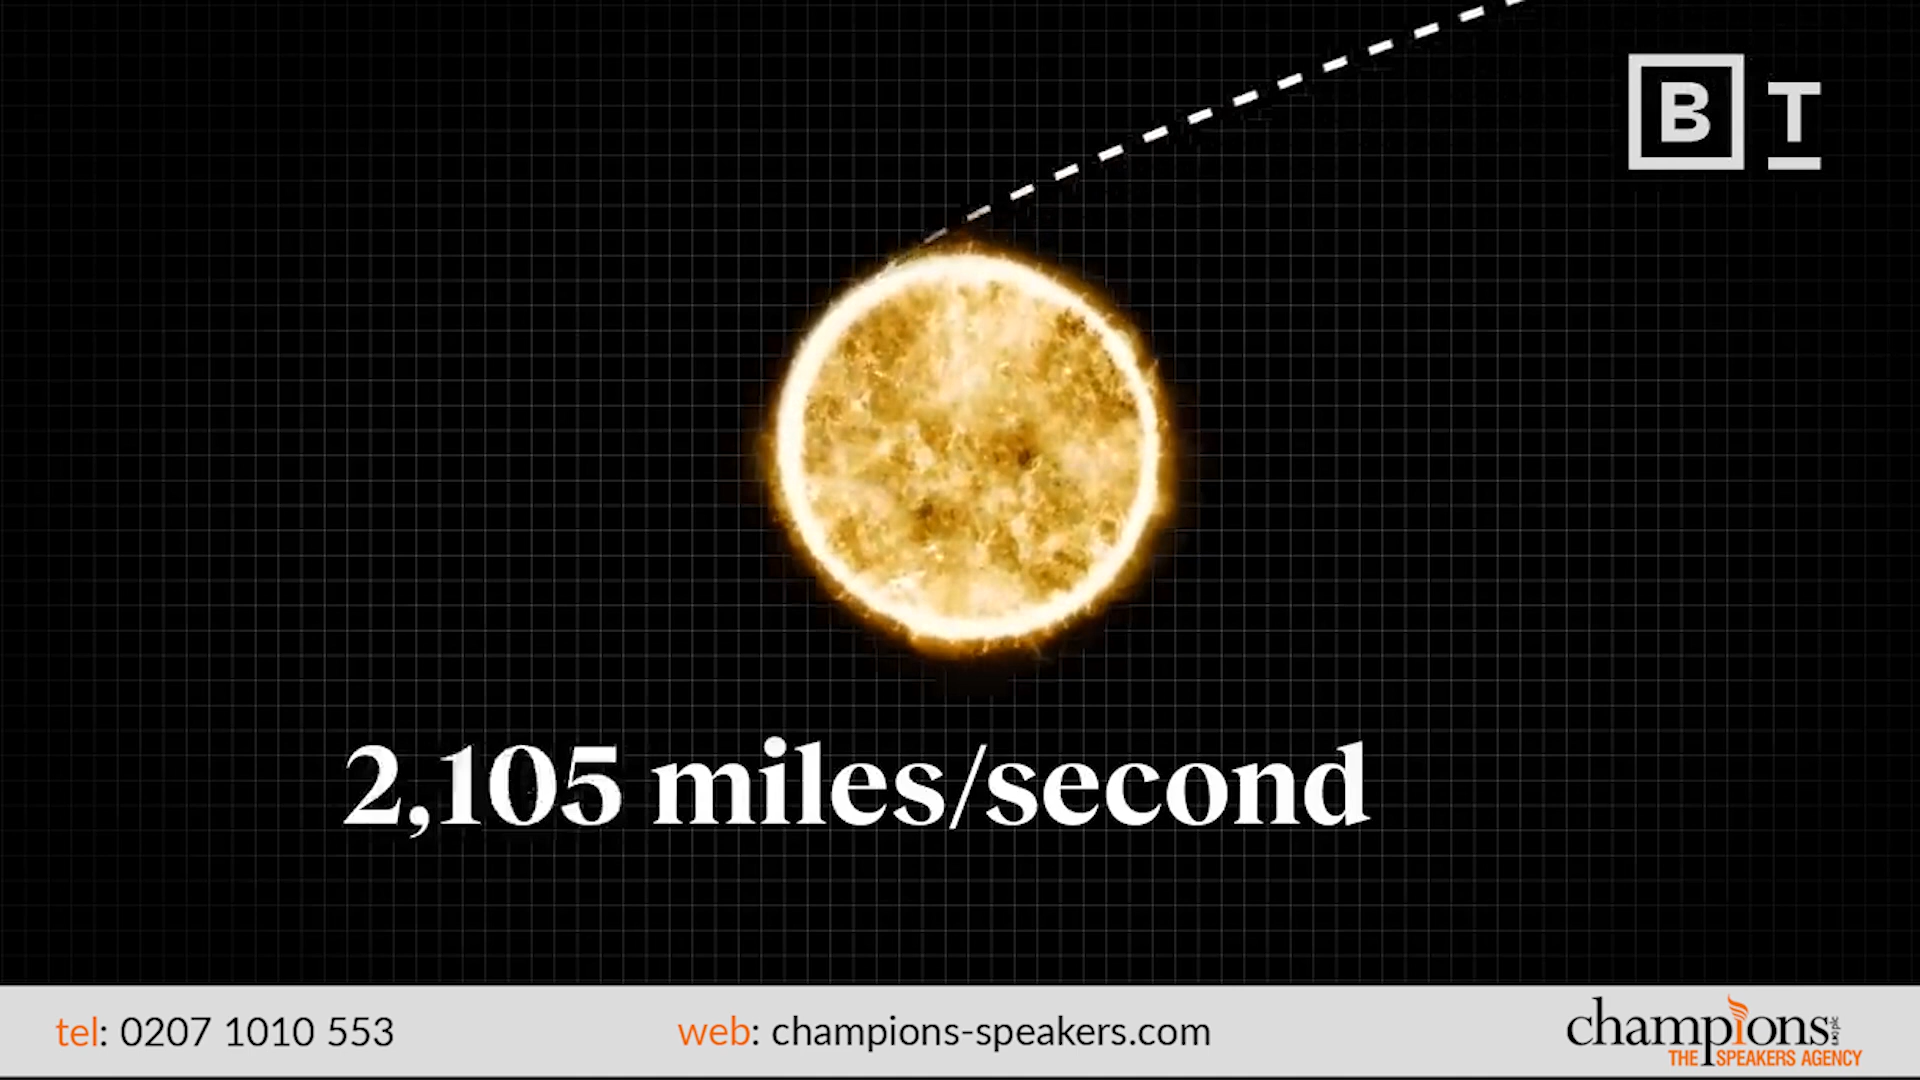 B T
2,105 miles/second
tel: 0207 1010 553
web: champions-speakers.com
champions
THE SPEAKERS AGENCY